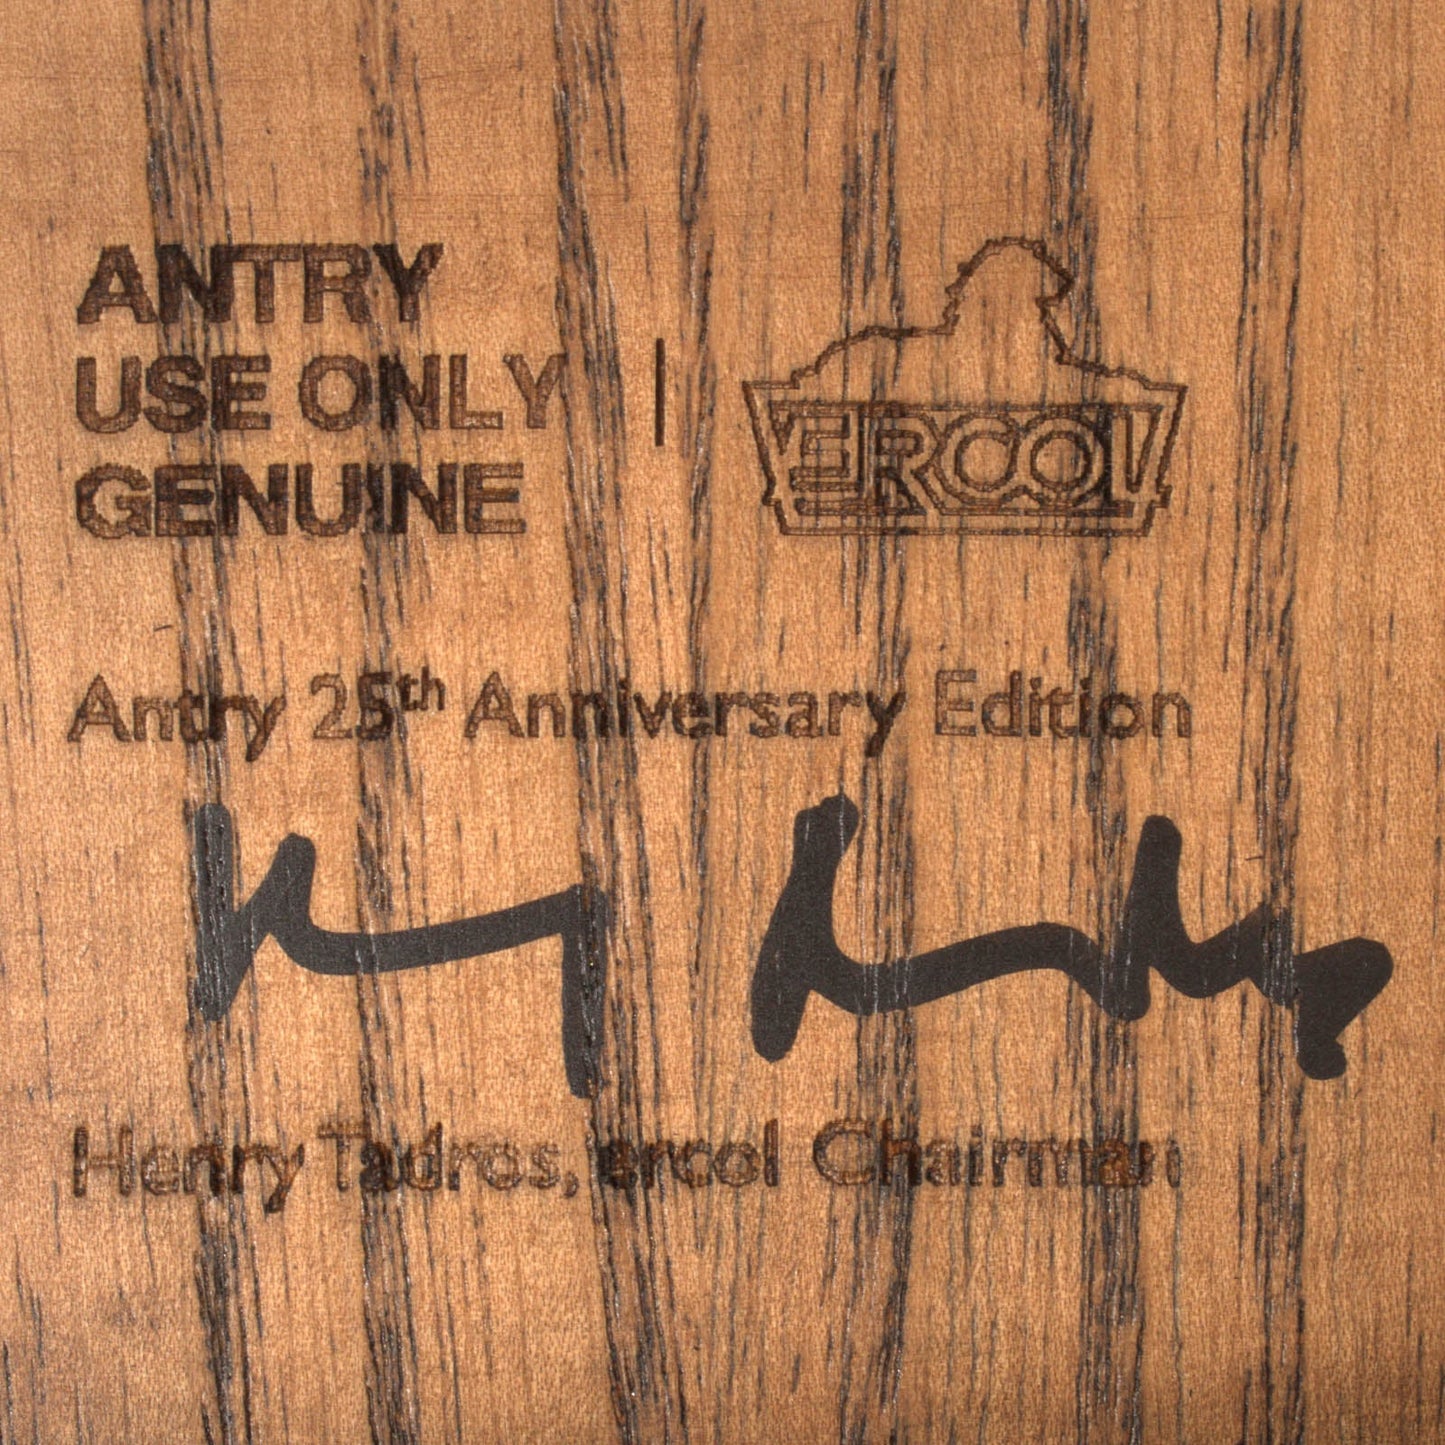 ANTRY
USE ONLY
GENUINE
ERCOL
Antry 25th Anniversary Edition
Henry Tadros, ercol Chairman